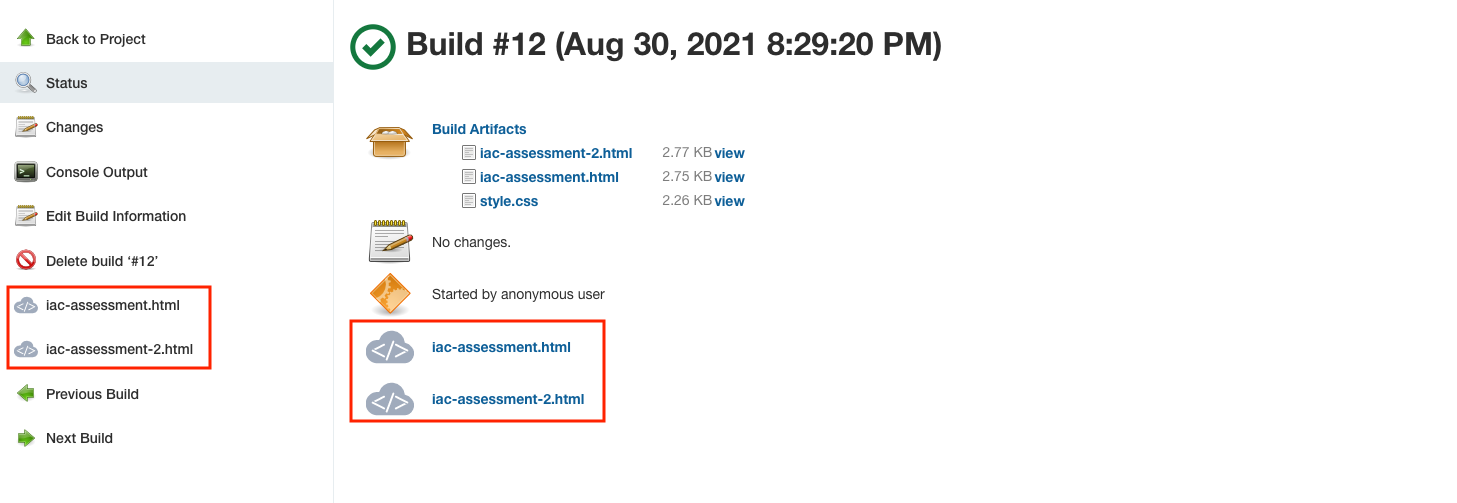 Back to Project
Status
Changes
Console Output
Edit Build Information
Delete build ‘#12’
iac-assessment.html
iac-assessment-2.html
Previous Build
Next Build
Build #12 (Aug 30, 2021 8:29:20 PM)
Build Artifacts
iac-assessment-2.html 2.77 KB view
iac-assessment.html 2.75 KB view
style.css 2.26 KB view
No changes.
Started by anonymous user
</> iac-assessment.html
</> iac-assessment-2.html